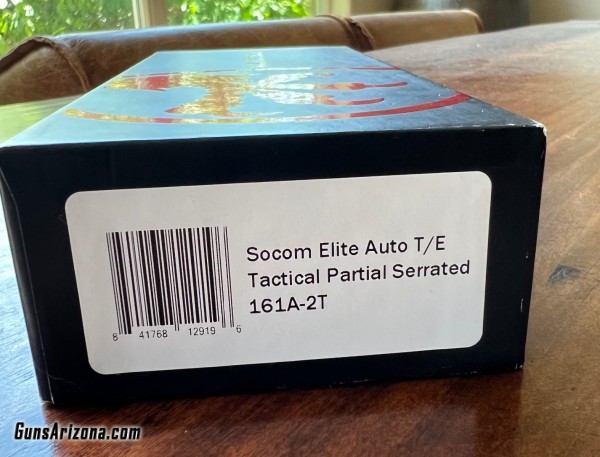 Socom Elite Auto T/E
Tactical Partial Serrated
161A-2T
8 41768 12919 6
GunsArizona.com